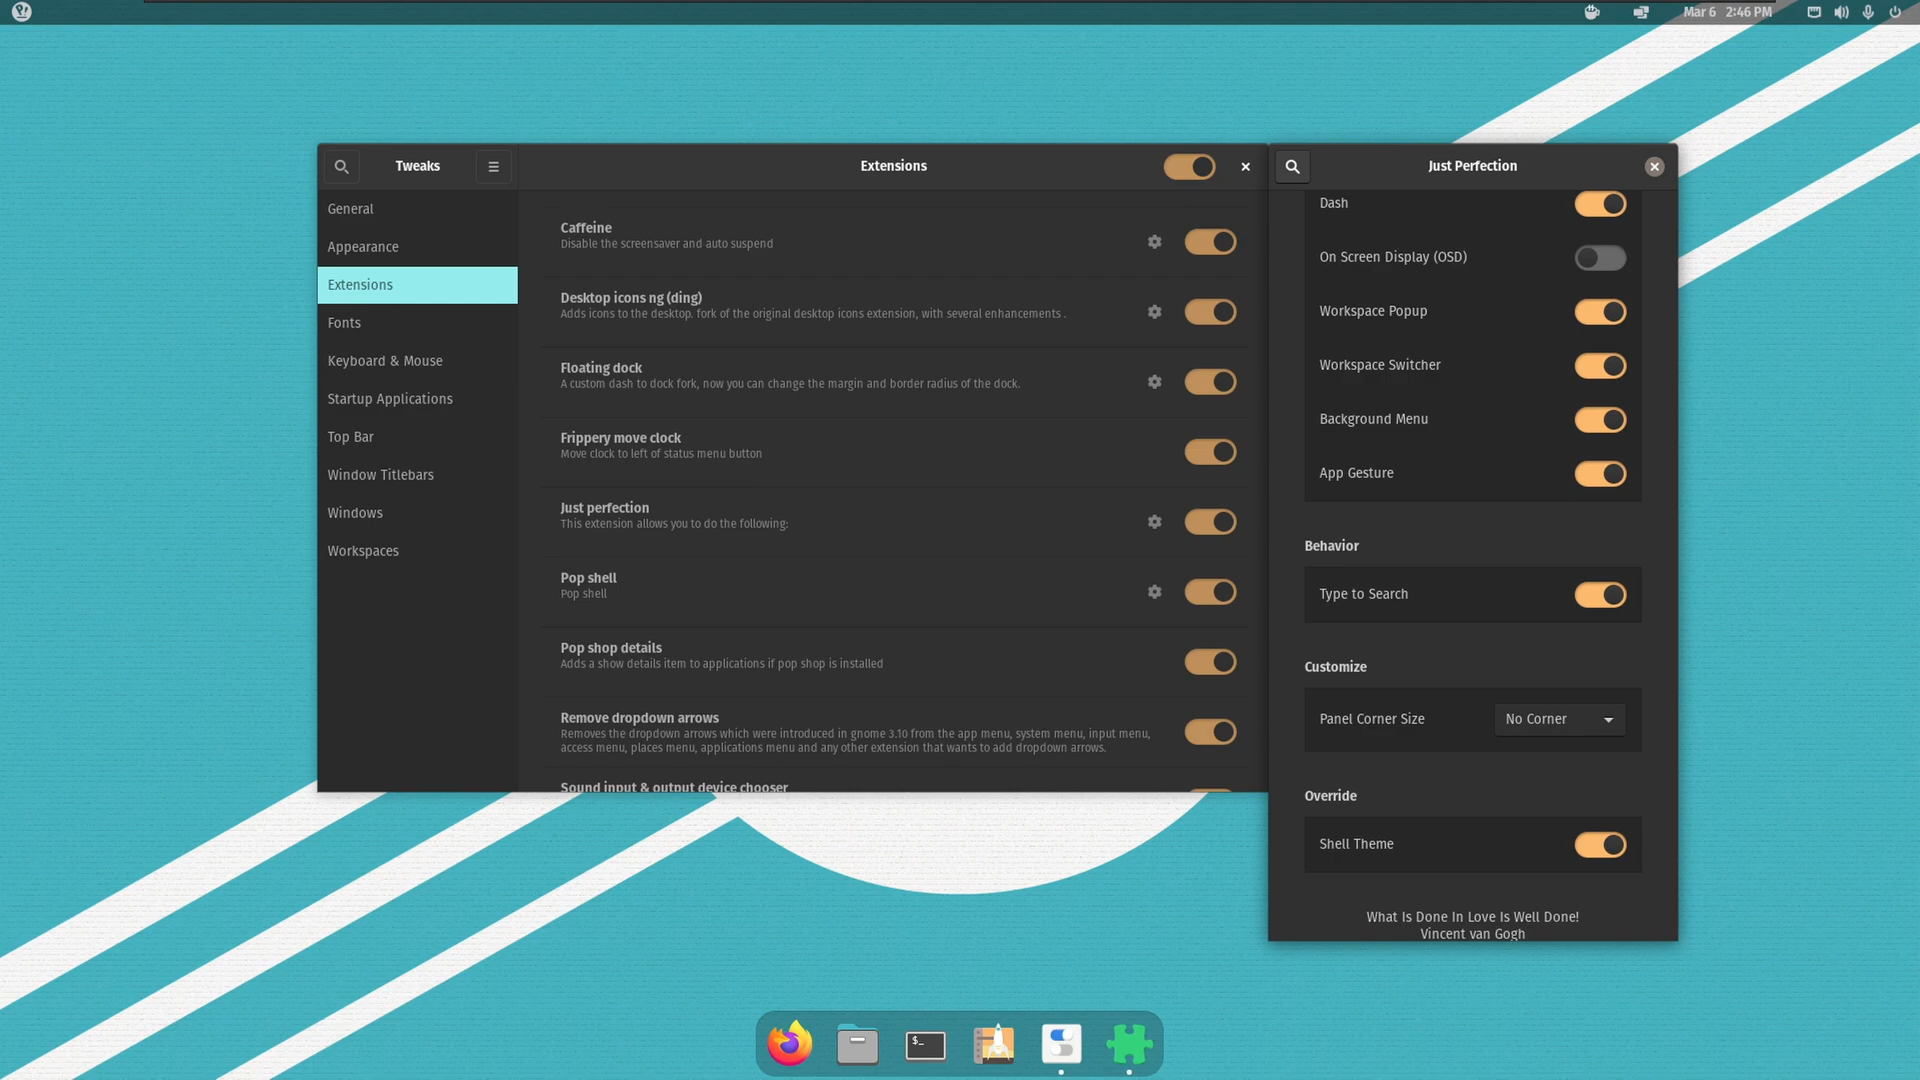 Mar 6 2:46 PM
Tweaks
Extensions
Just Perfection
General
Appearance
Extensions
Fonts
Keyboard & Mouse
Startup Applications
Top Bar
Window Titlebars
Windows
Workspaces
Caffeine
Disable the screensaver and auto suspend
Desktop icons ng (ding)
Adds icons to the desktop. fork of the original desktop icons extension, with several enhancements .
Floating dock
A custom dash to dock fork, now you can change the margin and border radius of the dock.
Frippery move clock
Move clock to left of status menu button
Just perfection
This extension allows you to do the following:
Pop shell
Pop shell
Pop shop details
Adds a show details item to applications if pop shop is installed
Remove dropdown arrows
Removes the dropdown arrows which were introduced in gnome 3.10 from the app menu, system menu, input menu,
access menu, places menu, applications menu and any other extension that wants to add dropdown arrows.
Sound input & output device chooser
Dash
On Screen Display (OSD)
Workspace Popup
Workspace Switcher
Background Menu
App Gesture
Behavior
Type to Search
Customize
Panel Corner Size
No Corner
Override
Shell Theme
What Is Done In Love Is Well Done!
Vincent van Gogh
$_